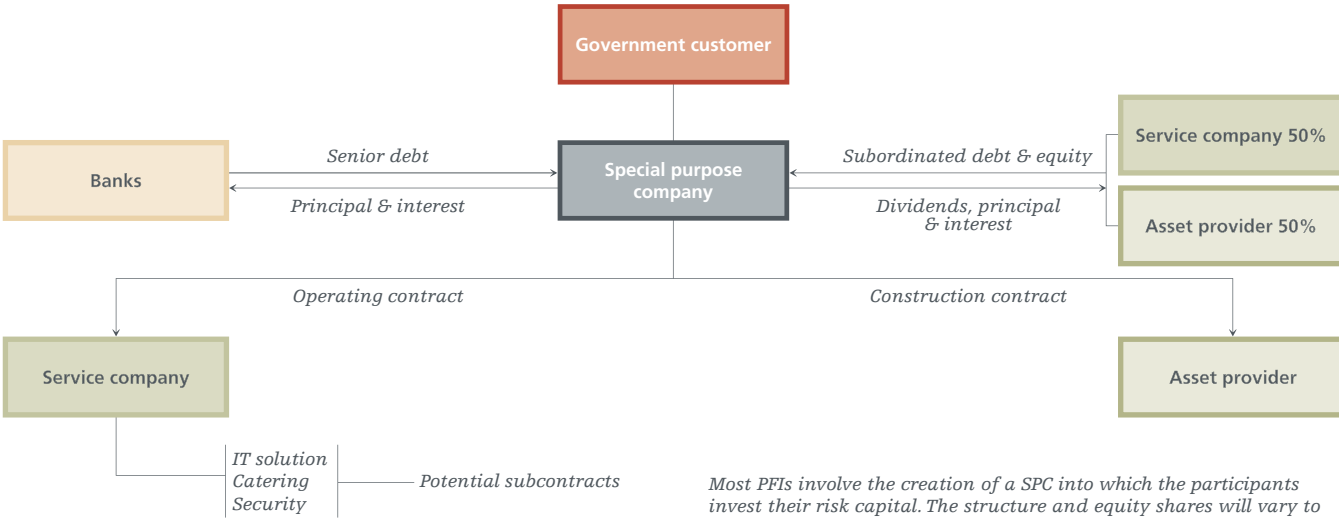 Government customer
Service company 50%
Senior debt
Subordinated debt & equity
Banks
Special purpose
company
Principal & interest
Dividends, principal
& interest
Asset provider 50%
Operating contract
Construction contract
Service company
Asset provider
IT solution
Catering
Security
Potential subcontracts
Most PFIs involve the creation of a SPC into which the participants
invest their risk capital. The structure and equity shares will vary to